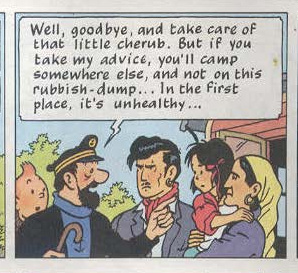 Well, goodbye, and take care of
that little cherub. But if you
take my advice, you'll camp
somewhere else, and not on this
rubbish-dump... In the first
place, it's unhealthy...